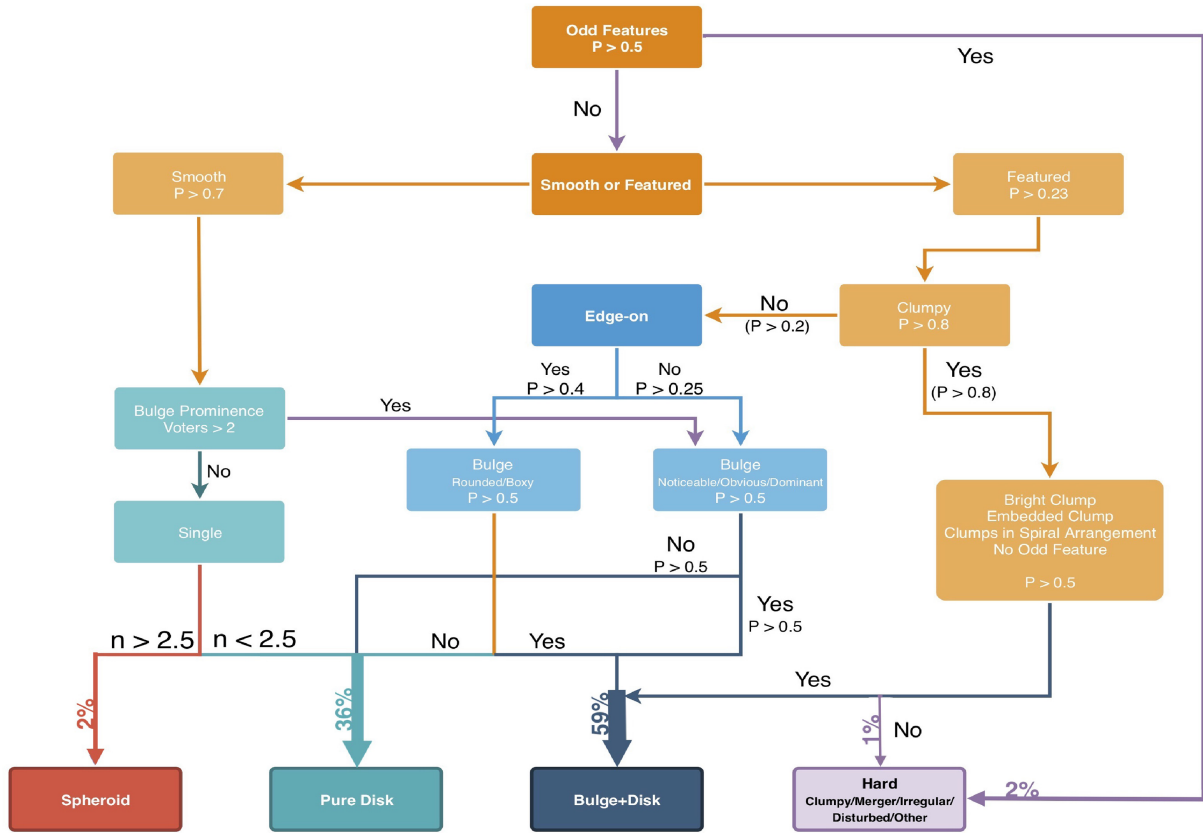 Odd Features
P > 0.5
Yes
No
Smooth
P > 0.7
Smooth or Featured
Featured
P > 0.23
Edge-on
No
(P > 0.2)
Clumpy
P > 0.8
Yes
P > 0.4
No
P > 0.25
Yes
(P > 0.8)
Bulge Prominence
Voters > 2
Yes
Bulge
Rounded/Boxy
P > 0.5
Bulge
Noticeable/Obvious/Dominant
P > 0.5
No
Single
Bright Clump
Embedded Clump
Clumps in Spiral Arrangement
No Odd Feature
P > 0.5
No
P > 0.5
Yes
P > 0.5
n > 2.5
n < 2.5
No
Yes
Yes
2%
36%
59%
1%
No
2%
Spheroid
Pure Disk
Bulge+Disk
Hard
Clumpy/Merger/Irregular/
Disturbed/Other